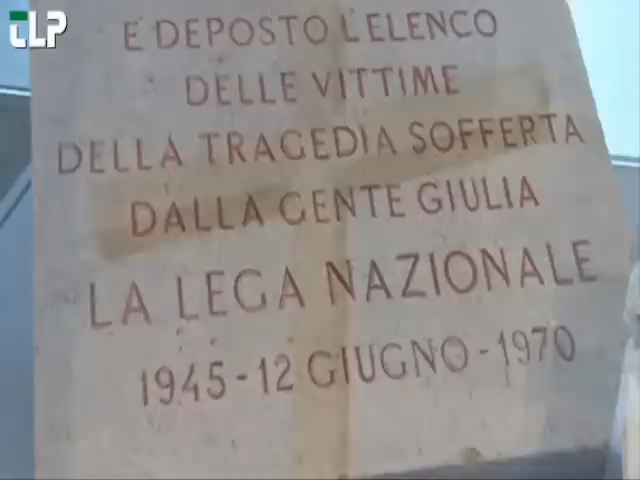 TLP
E DEPOSTO L'ELENCO
DELLE VITTIME
DELLA TRAGEDIA SOFFERTA
DALLA GENTE GIULIA
LA LEGA NAZIONALE
1945-12 GIUGNO-1970